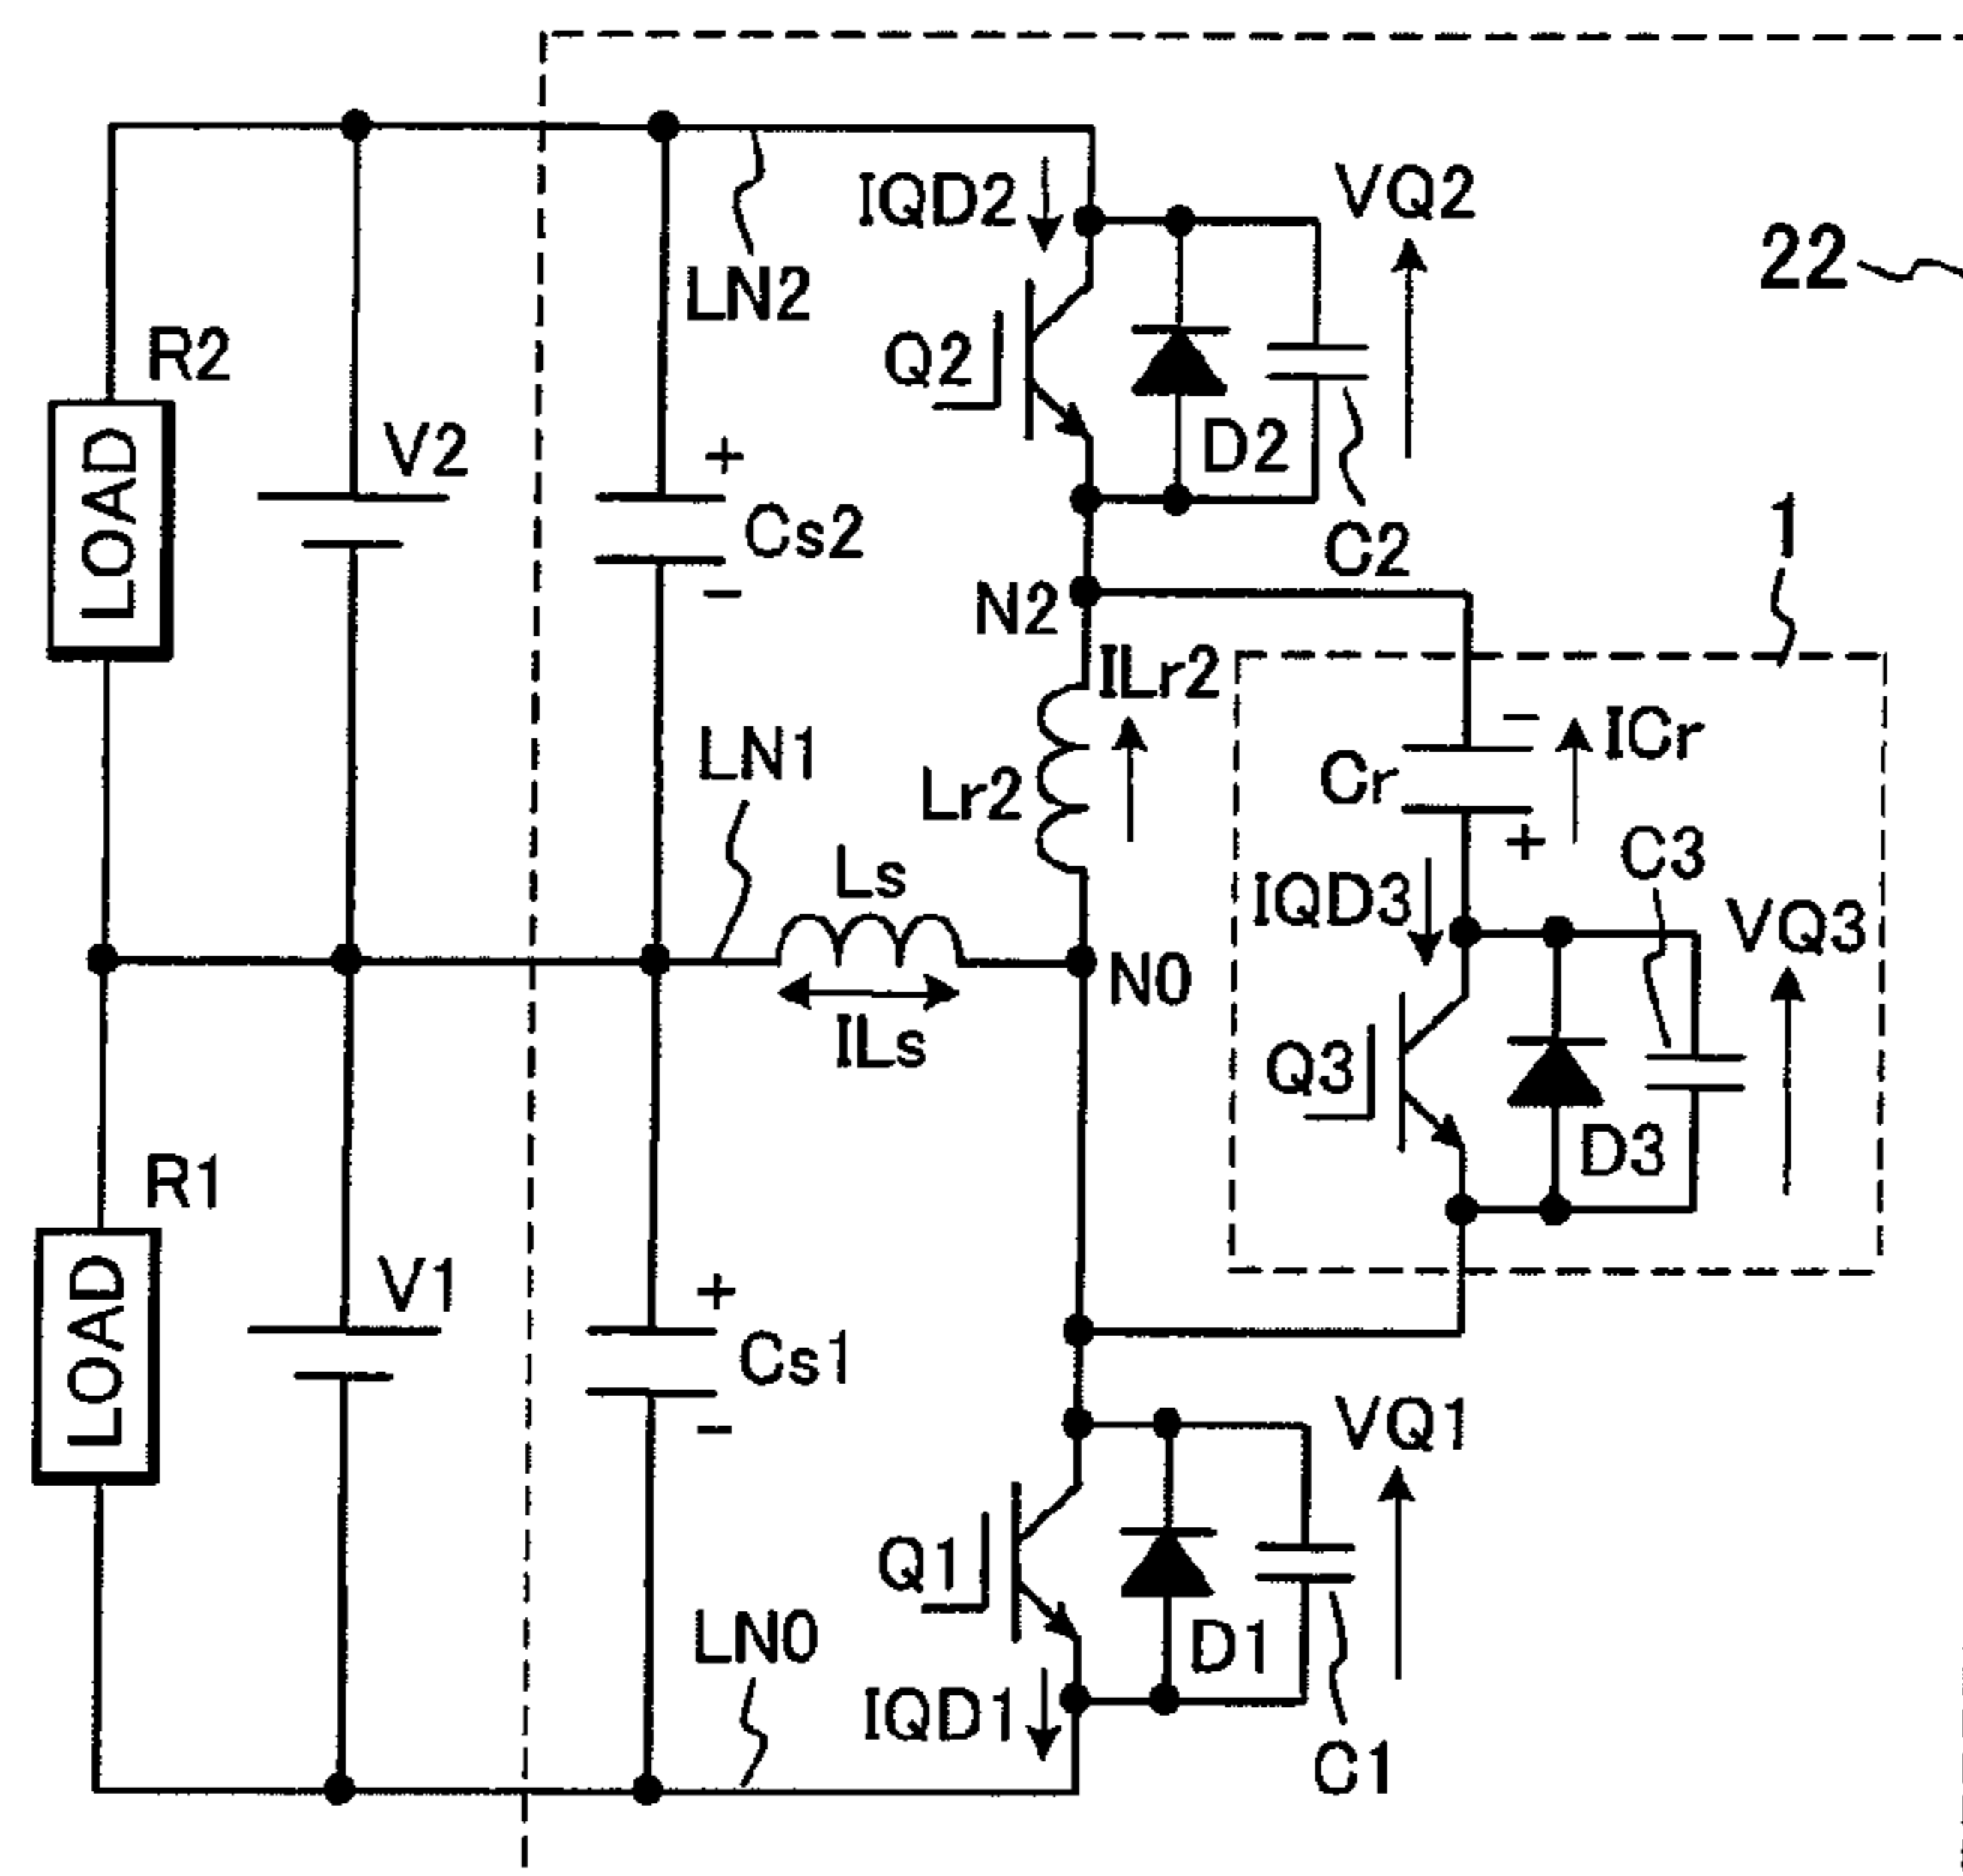 IQD2
VQ2
22
LN2
R2
Q2
LOAD
V2
D2
+
Cs2
C2
1
−
N2
ILr2
−
ICr
LN1
Cr
Lr2
+
C3
Ls
IQD3
VQ3
N0
ILs
Q3
D3
R1
V1
+
LOAD
Cs1
VQ1
−
Q1
LN0
D1
IQD1
C1